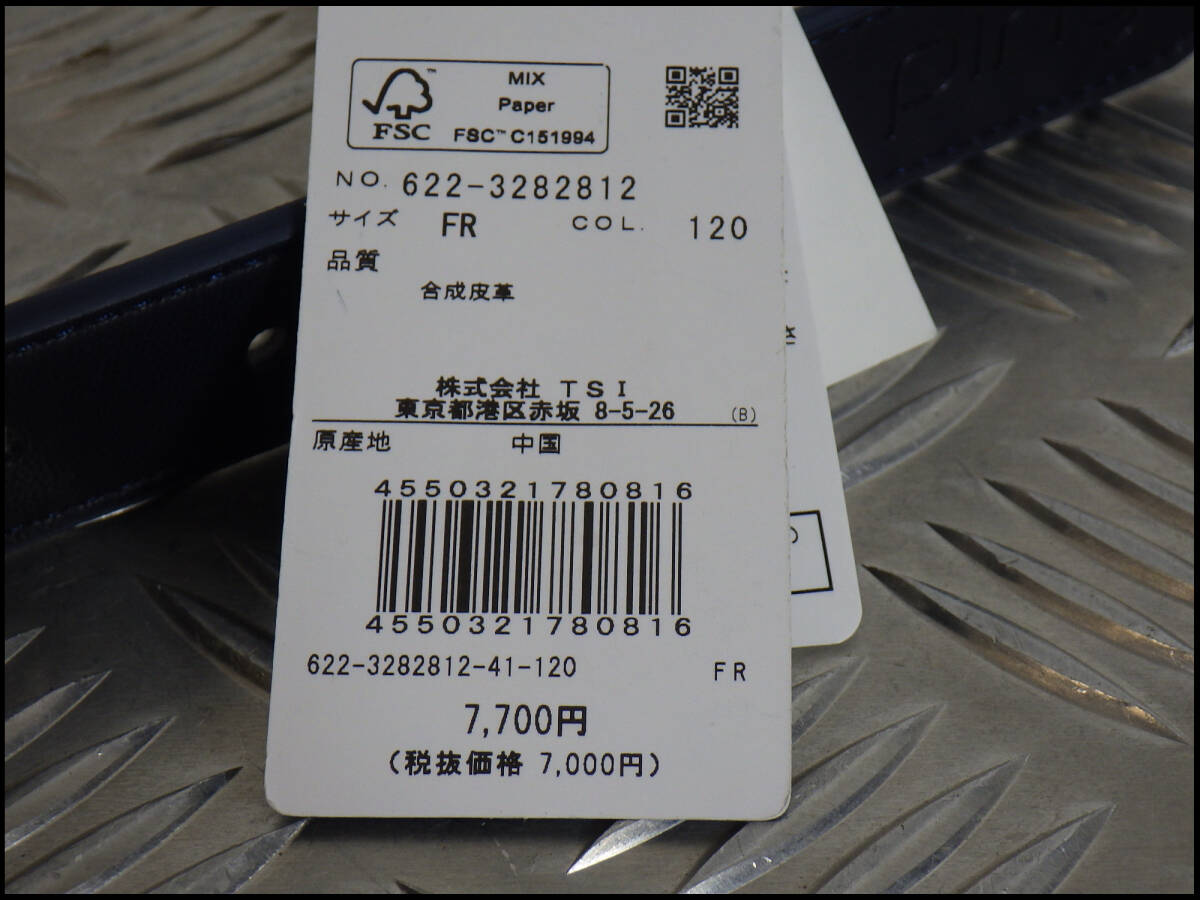 MIX
Paper
FSC™ C151994
FSC
NO. 622-3282812
サイズ FR COL. 120
品質
合成皮革
株式会社 TSI
東京都港区赤坂 8-5-26 (B)
原産地 中国
4550321780816
4550321780816
622-3282812-41-120 FR
7,700円
(税抜価格 7,000円)